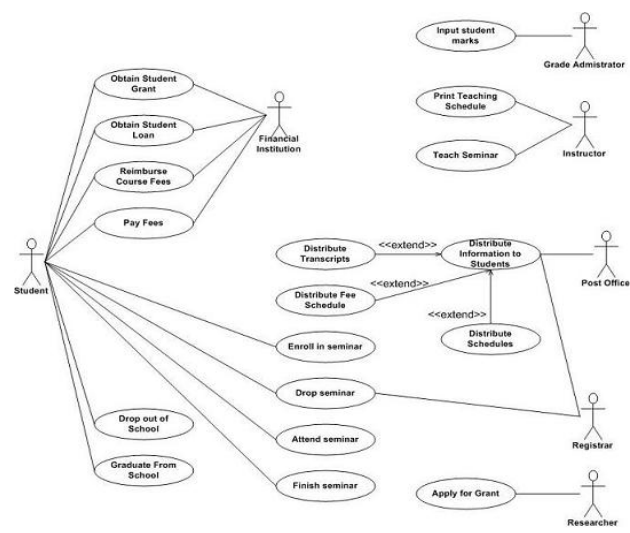 Input student
marks
Grade Admistrator
Obtain Student
Grant
Print Teaching
Schedule
Obtain Student
Loan
Financial
Institution
Teach Seminar
Instructor
Reimburse
Course Fees
Pay Fees
Student
Distribute
Transcripts
<<extend>>
Distribute
Information to
Students
Post Office
Distribute Fee
Schedule
<<extend>>
<<extend>>
Distribute
Schedules
Enroll in seminar
Drop seminar
Drop out of
School
Attend seminar
Registrar
Graduate From
School
Finish seminar
Apply for Grant
Researcher